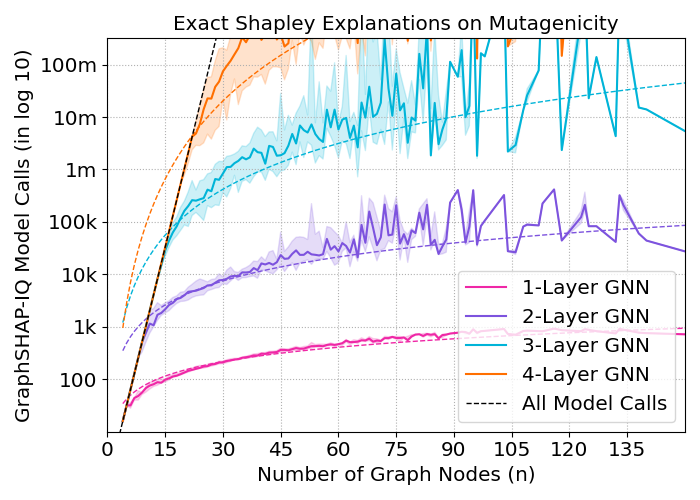 Exact Shapley Explanations on Mutagenicity
GraphSHAP-IQ Model Calls (in log 10)
100m
10m
1m
100k
10k
1k
100
1-Layer GNN
2-Layer GNN
3-Layer GNN
4-Layer GNN
All Model Calls
0 15 30 45 60 75 90 105 120 135
Number of Graph Nodes (n)